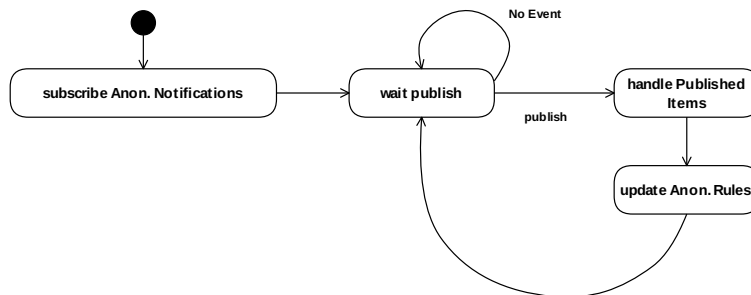 No Event
subscribe Anon. Notifications
wait publish
handle Published
Items
publish
update Anon. Rules